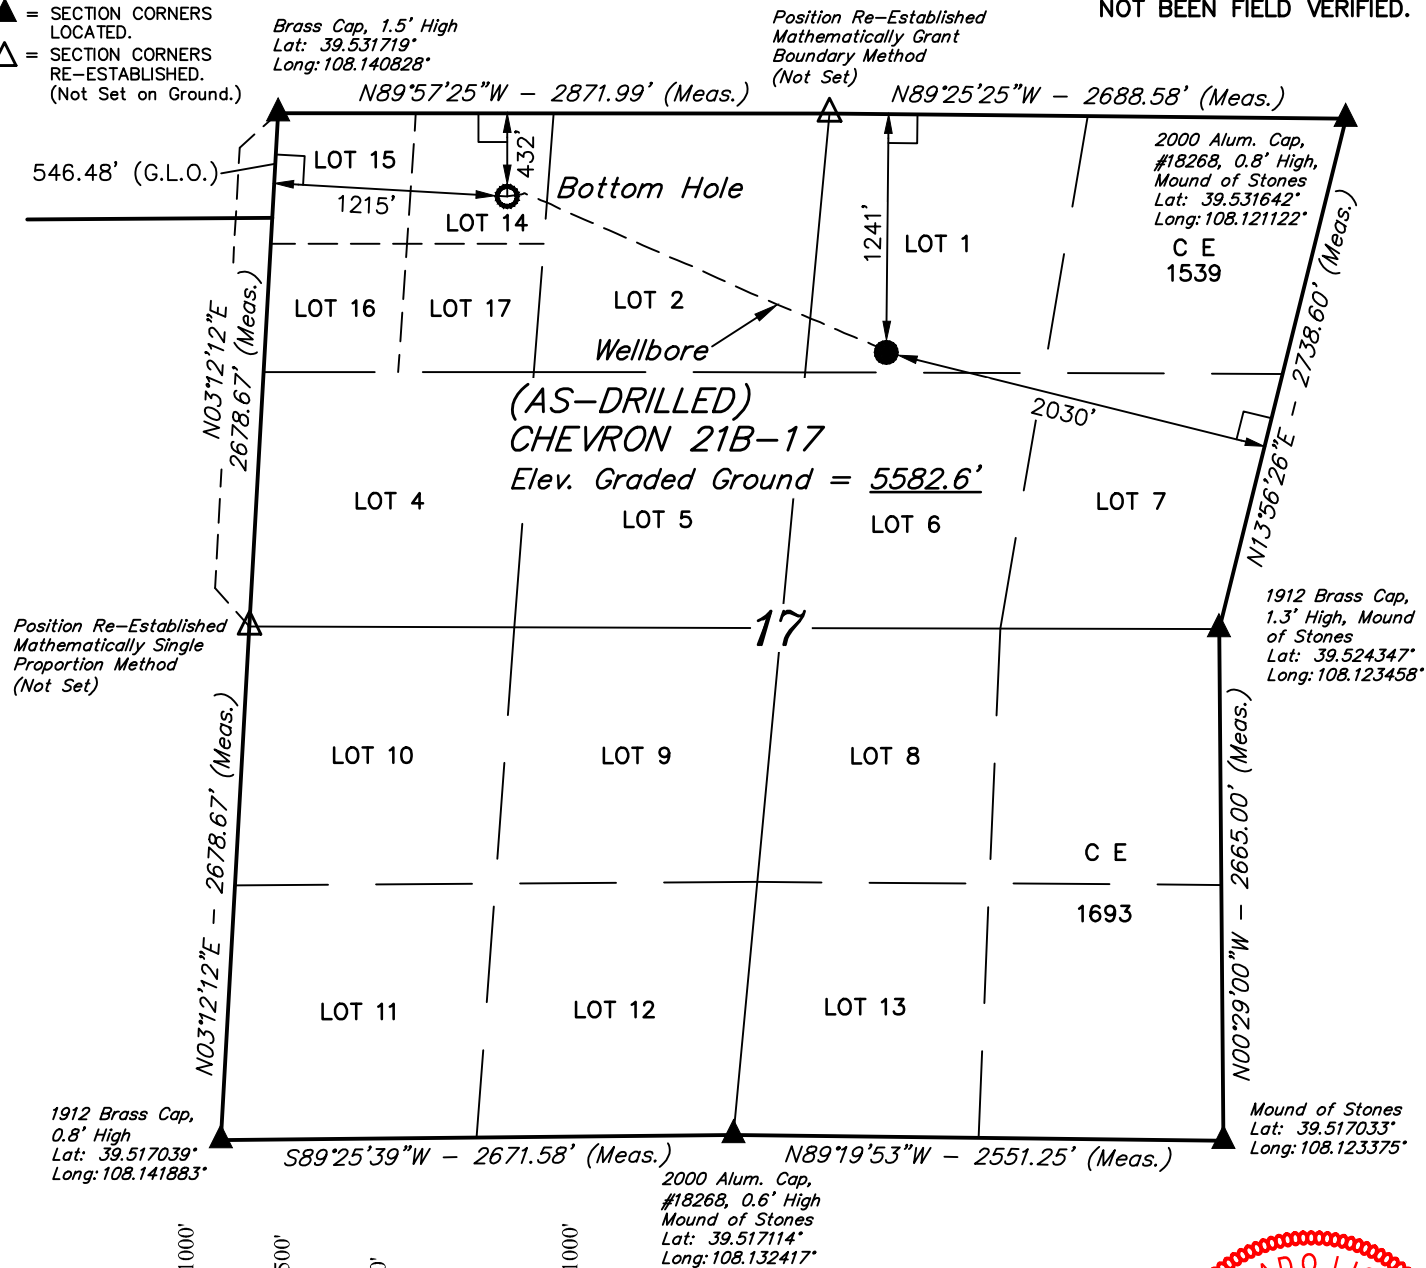 = SECTION CORNERS
LOCATED.
= SECTION CORNERS
RE-ESTABLISHED.
(Not Set on Ground.)
Brass Cap, 1.5' High
Lat: 39.531719°
Long: 108.140828°
Position Re-Established
Mathematically Grant
Boundary Method
(Not Set)
NOT BEEN FIELD VERIFIED.
N89°57'25"W - 2871.99' (Meas.)
N89°25'25"W - 2688.58' (Meas.)
2000 Alum. Cap,
#18268, 0.8' High,
Mound of Stones
Lat: 39.531642°
Long: 108.121122°
546.48' (G.L.O.)
LOT 15
432'
1215'
Bottom Hole
LOT 14
1241'
LOT 1
C E
1539
LOT 16
LOT 17
LOT 2
Wellbore
N03°12'12"E
2678.67' (Meas.)
N13°56'26"E - 2738.60' (Meas.)
2030'
(AS-DRILLED)
CHEVRON 21B-17
Elev. Graded Ground = 5582.6'
LOT 4
LOT 5
LOT 6
LOT 7
17
Position Re-Established
Mathematically Single
Proportion Method
(Not Set)
1912 Brass Cap,
1.3' High, Mound
of Stones
Lat: 39.524347°
Long: 108.123458°
N03°12'12"E - 2678.67' (Meas.)
LOT 10
LOT 9
LOT 8
C E
1693
N00°29'00"W - 2665.00' (Meas.)
LOT 11
LOT 12
LOT 13
1912 Brass Cap,
0.8' High
Lat: 39.517039°
Long: 108.141883°
S89°25'39"W - 2671.58' (Meas.)
N89°19'53"W - 2551.25' (Meas.)
2000 Alum. Cap,
#18268, 0.6' High
Mound of Stones
Lat: 39.517114°
Long: 108.132417°
Mound of Stones
Lat: 39.517033°
Long: 108.123375°
1000'
1000'